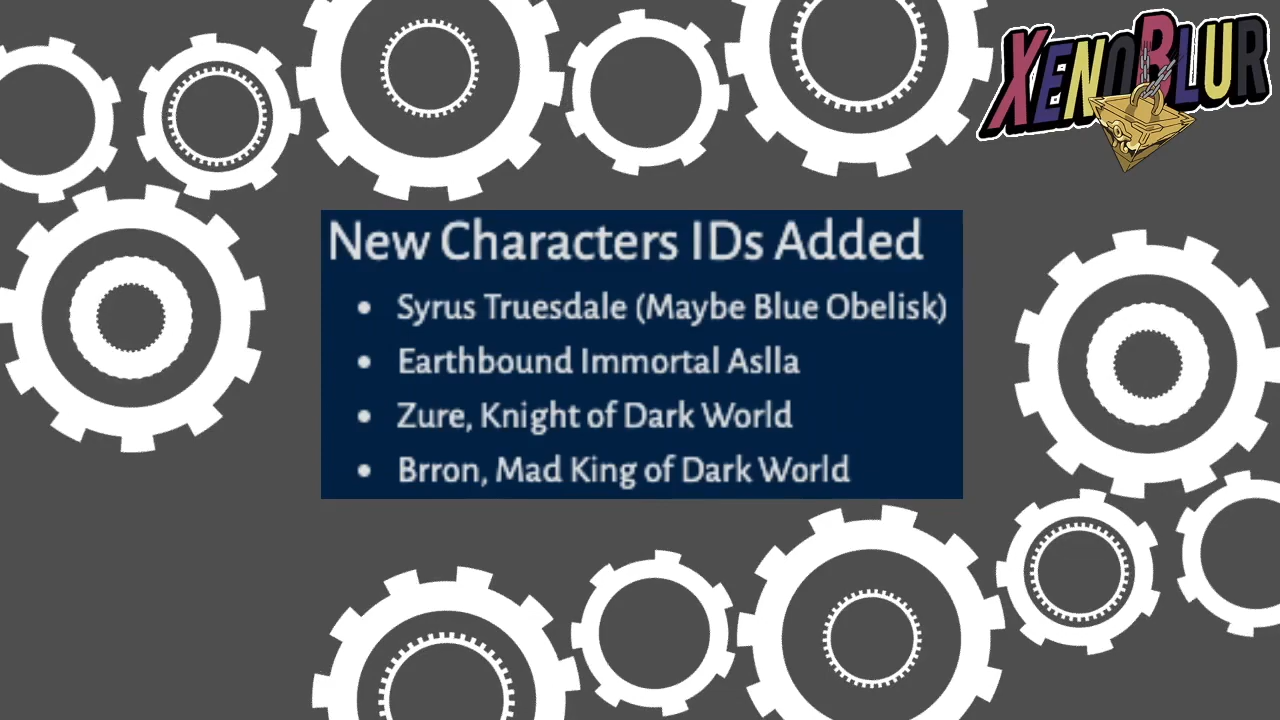 XENOBLUR
New Characters IDs Added
• Syrus Truesdale (Maybe Blue Obelisk)
• Earthbound Immortal Aslla
• Zure, Knight of Dark World
• Brron, Mad King of Dark World